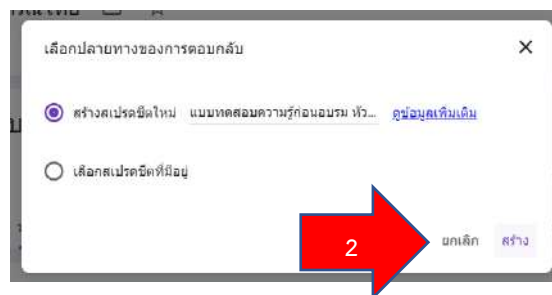 เลือกปลายทางของการตอบกลับ
สร้างสเปรดชีตใหม่ แบบทดสอบความรู้ก่อนอบรม หัว... ดูข้อมูลเพิ่มเติม
เลือกสเปรดชีตที่มีอยู่
2 ยกเลิก สร้าง